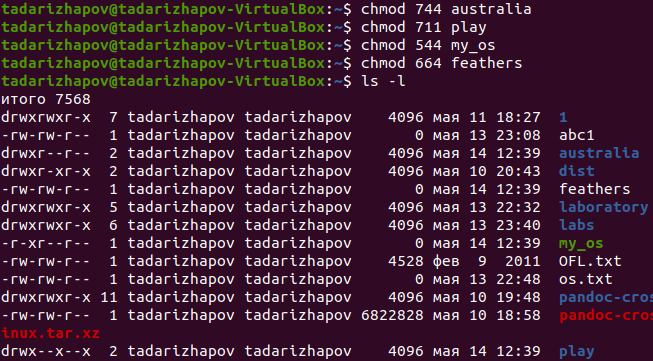 tadarizhapov@tadarizhapov-VirtualBox:~$ chmod 744 australia
tadarizhapov@tadarizhapov-VirtualBox:~$ chmod 711 play
tadarizhapov@tadarizhapov-VirtualBox:~$ chmod 544 my_os
tadarizhapov@tadarizhapov-VirtualBox:~$ chmod 664 feathers
tadarizhapov@tadarizhapov-VirtualBox:~$ ls -l
итого 7568
drwxrwxr-x  7 tadarizhapov tadarizhapov    4096 мая 11 18:27  1
-rw-rw-r--  1 tadarizhapov tadarizhapov       0 мая 13 23:08  abc1
drwxr--r--  2 tadarizhapov tadarizhapov    4096 мая 14 12:39  australia
drwxr-xr-x  2 tadarizhapov tadarizhapov    4096 мая 10 20:43  dist
-rw-rw-r--  1 tadarizhapov tadarizhapov       0 мая 14 12:39  feathers
drwxrwxr-x  5 tadarizhapov tadarizhapov    4096 мая 13 22:32  laboratory
drwxrwxr-x  6 tadarizhapov tadarizhapov    4096 мая 13 23:40  labs
-r-xr--r--  1 tadarizhapov tadarizhapov       0 мая 14 12:39  my_os
-rw-rw-r--  1 tadarizhapov tadarizhapov    4528 фев  9  2011  OFL.txt
-rw-rw-r--  1 tadarizhapov tadarizhapov       0 мая 13 22:48  os.txt
drwxrwxr-x 11 tadarizhapov tadarizhapov    4096 мая 10 19:48  pandoc-cros
-rw-rw-r--  1 tadarizhapov tadarizhapov 6822828 мая 10 18:58  pandoc-cros
inux.tar.xz
drwx--x--x  2 tadarizhapov tadarizhapov    4096 мая 14 12:39  play